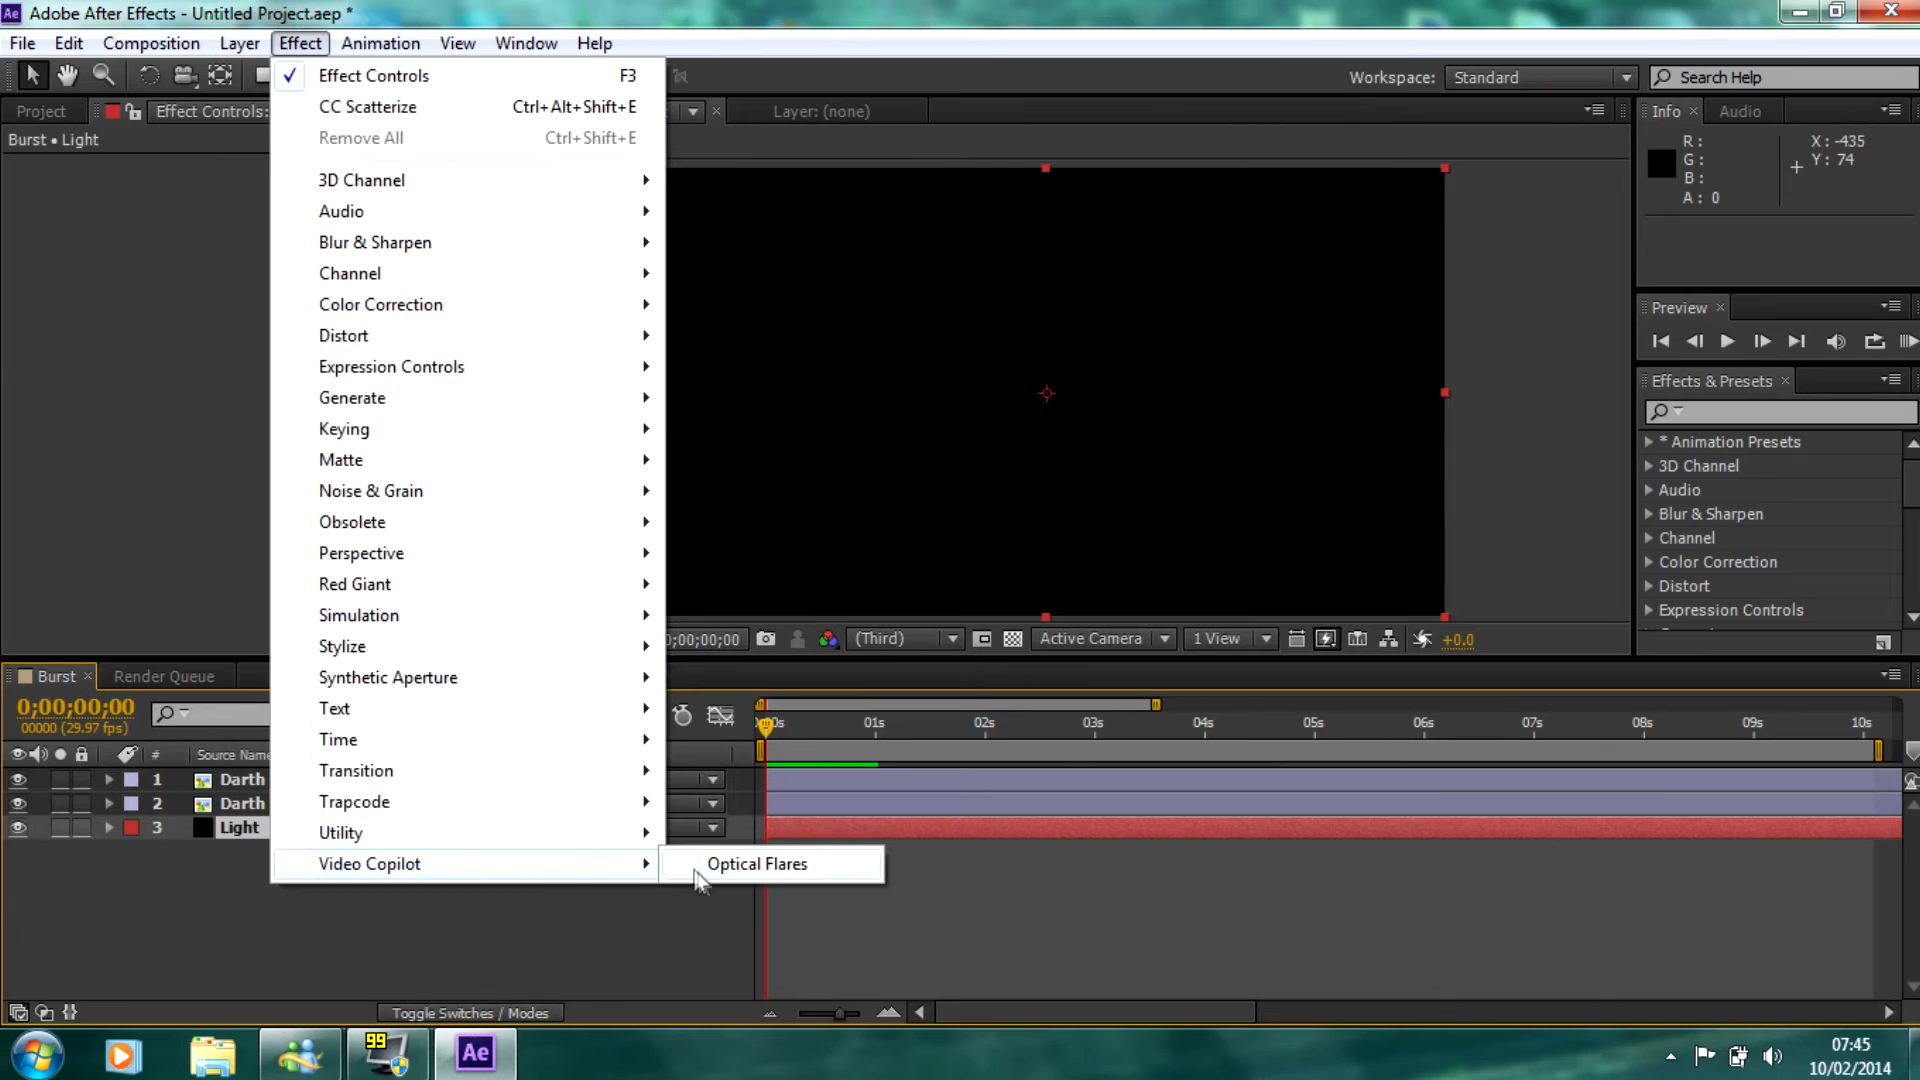 Ae Adobe After Effects - Untitled Project.aep *
File Edit Composition Layer Effect Animation View Window Help
Workspace: Standard Search Help
Project Effect Controls: Layer: (none) Info Audio
Burst • Light
Effect Controls F3
CC Scatterize Ctrl+Alt+Shift+E
Remove All Ctrl+Shift+E
3D Channel
Audio
Blur & Sharpen
Channel
Color Correction
Distort
Expression Controls
Generate
Keying
Matte
Noise & Grain
Obsolete
Perspective
Red Giant
Simulation
Stylize
Synthetic Aperture
Text
Time
Transition
Trapcode
Utility
Video Copilot
Optical Flares
R : X : -435
G : Y : 74
B :
A : 0
Preview
Effects & Presets
* Animation Presets
3D Channel
Audio
Blur & Sharpen
Channel
Color Correction
Distort
Expression Controls
;00;00;00 (Third) Active Camera 1 View +0.0
Burst Render Queue
0;00;00;00
00000 (29.97 fps)
0s 01s 02s 03s 04s 05s 06s 07s 08s 09s 10s
# Source Name
1 Darth
2 Darth
3 Light
Toggle Switches / Modes
99
Ae
07:45
10/02/2014